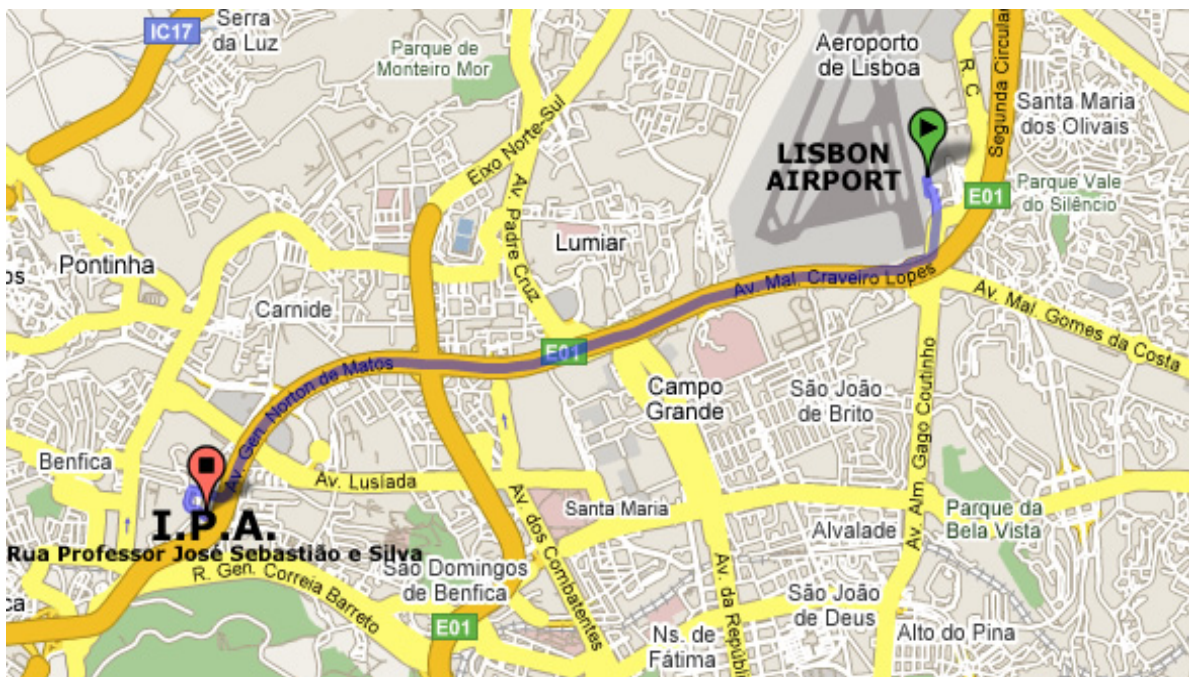 IC17
Serra
da Luz
Parque de
Monteiro Mor
Aeroporto
de Lisboa
R. C.
Segunda Circula
Santa Maria
dos Olivais
LISBON
AIRPORT
E01
Parque Vale
do Silêncio
Eixo Norte-Sul
Av. Padre Cruz
Lumiar
Pontinha
os
Carnide
Av. Mal. Craveiro Lopes
Av. Mal. Gomes da Costa
E01
Av. Gen. Norton de Matos
Campo
Grande
São João
de Brito
Av. Alm. Gago Coutinho
Benfica
Av. Lusíada
Santa Maria
Av. dos Combatentes
Alvalade
Parque da
Bela Vista
I.P.A.
Rua Professor José Sebastião e Silva
R. Gen. Correia Barreto
São Domingos
de Benfica
ca
E01
Av. da Repúbli
Ns. de
Fátima
São João
de Deus
Alto do Pina